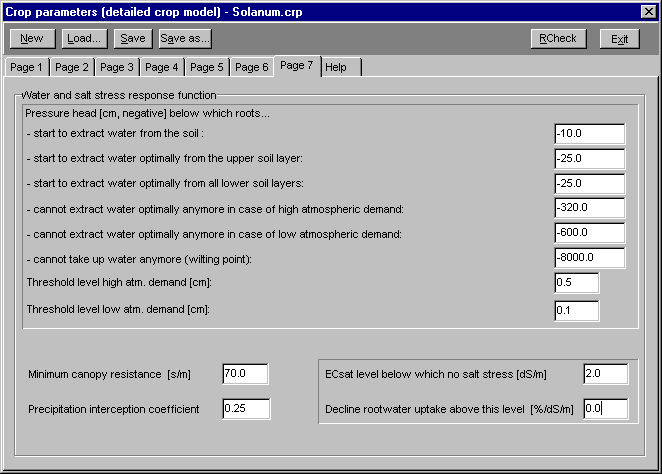 Crop parameters (detailed crop model) - Solanum.crp
New Load... Save Save as... RCheck Exit
Page 1 Page 2 Page 3 Page 4 Page 5 Page 6 Page 7 Help
Water and salt stress response function
Pressure head [cm, negative] below which roots...
- start to extract water from the soil : -10.0
- start to extract water optimally from the upper soil layer: -25.0
- start to extract water optimally from all lower soil layers: -25.0
- cannot extract water optimally anymore in case of high atmospheric demand: -320.0
- cannot extract water optimally anymore in case of low atmospheric demand: -600.0
- cannot take up water anymore (wilting point): -8000.0
Threshold level high atm. demand [cm]: 0.5
Threshold level low atm. demand [cm]: 0.1
Minimum canopy resistance [s/m] 70.0
Precipitation interception coefficient 0.25
ECsat level below which no salt stress [dS/m] 2.0
Decline rootwater uptake above this level [%/dS/m] 0.0